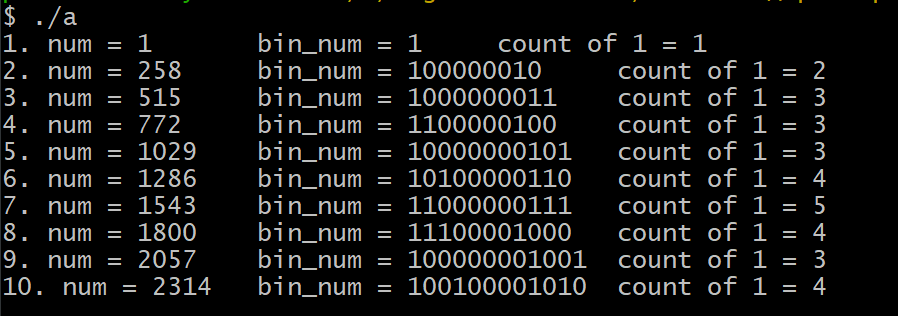 $ ./a
1. num = 1       bin_num = 1     count of 1 = 1
2. num = 258     bin_num = 100000010     count of 1 = 2
3. num = 515     bin_num = 1000000011    count of 1 = 3
4. num = 772     bin_num = 1100000100    count of 1 = 3
5. num = 1029    bin_num = 10000000101   count of 1 = 3
6. num = 1286    bin_num = 10100000110   count of 1 = 4
7. num = 1543    bin_num = 11000000111   count of 1 = 5
8. num = 1800    bin_num = 11100001000   count of 1 = 4
9. num = 2057    bin_num = 100000001001  count of 1 = 3
10. num = 2314   bin_num = 100100001010  count of 1 = 4